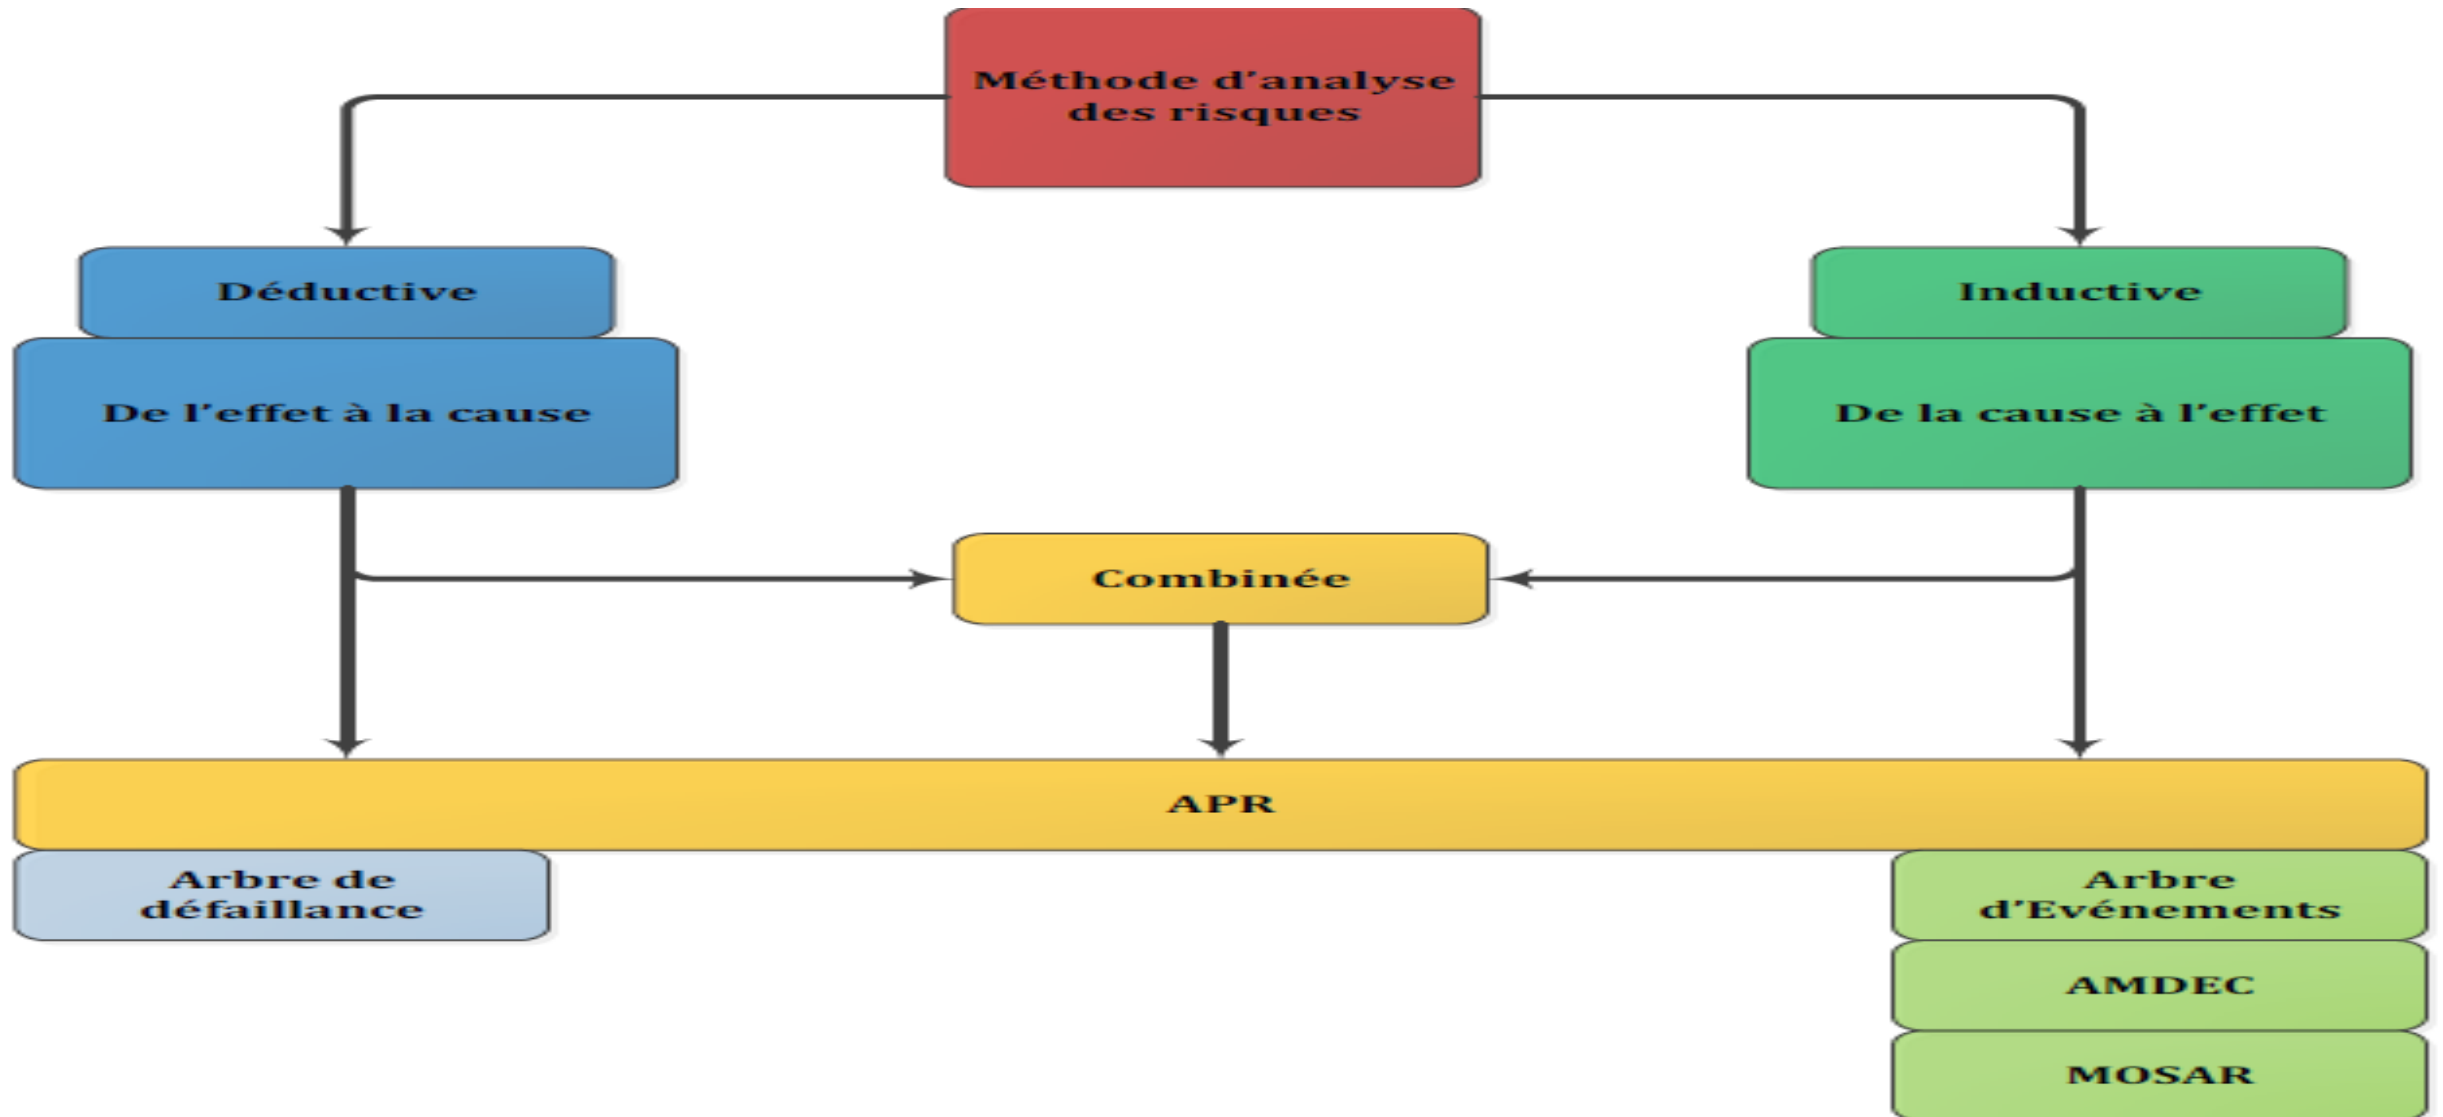 Méthode d'analyse
des risques
Déductive
Inductive
De l'effet à la cause
De la cause à l'effet
Combinée
APR
Arbre de
défaillance
Arbre
d'Evénements
AMDEC
MOSAR